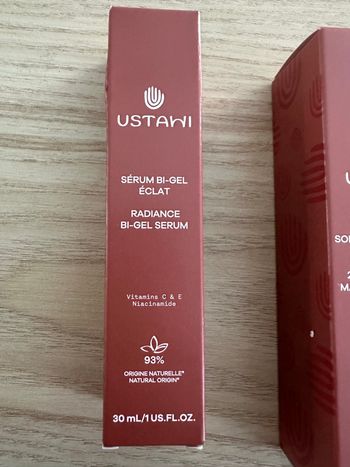 USTAWI
SÉRUM BI-GEL
ÉCLAT
RADIANCE
BI-GEL SERUM
Vitamins C & E
Niacinamide
93%
ORIGINE NATURELLE*
NATURAL ORIGIN*
30 mL/1 US.FL.OZ.